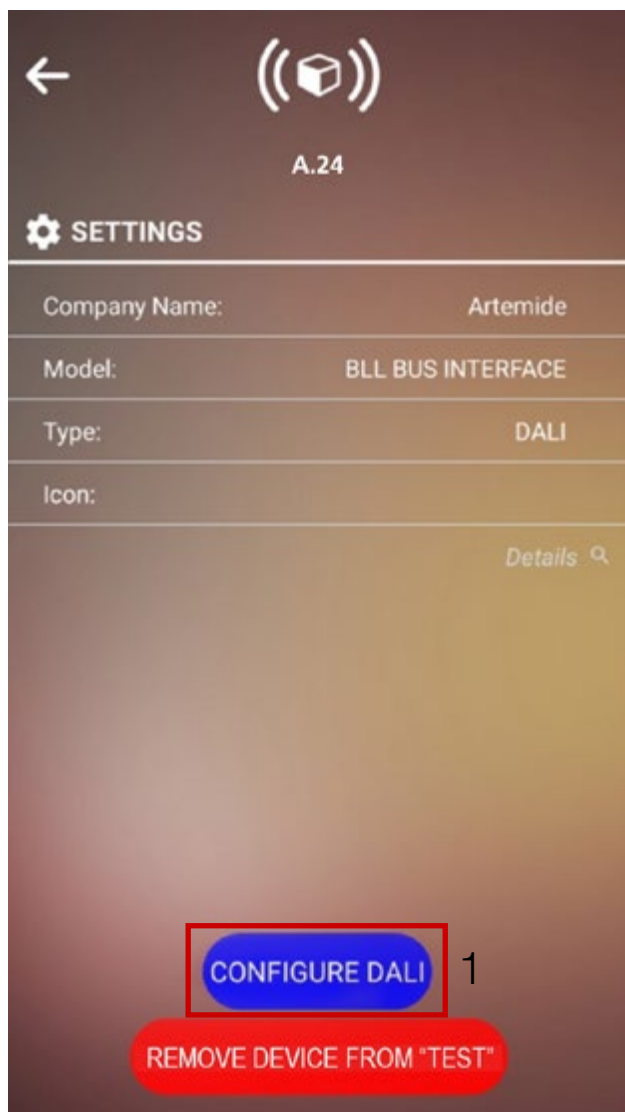 A.24
SETTINGS
Company Name: Artemide
Model: BLL BUS INTERFACE
Type: DALI
Icon:
Details
CONFIGURE DALI 1
REMOVE DEVICE FROM "TEST"